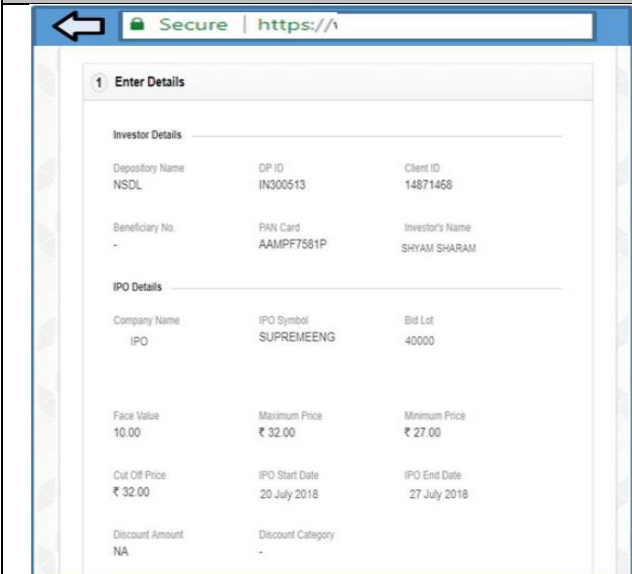 Secure | https://
1 Enter Details
Investor Details
Depository Name DP ID Client ID
NSDL IN300513 14871468
Beneficiary No. PAN Card Investor's Name
- AAMPF7581P SHYAM SHARAM
IPO Details
Company Name IPO Symbol Bid Lot
IPO SUPREMEENG 40000
Face Value Maximum Price Minimum Price
10.00 ₹ 32.00 ₹ 27.00
Cut Off Price IPO Start Date IPO End Date
₹ 32.00 20 July 2018 27 July 2018
Discount Amount Discount Category
NA -